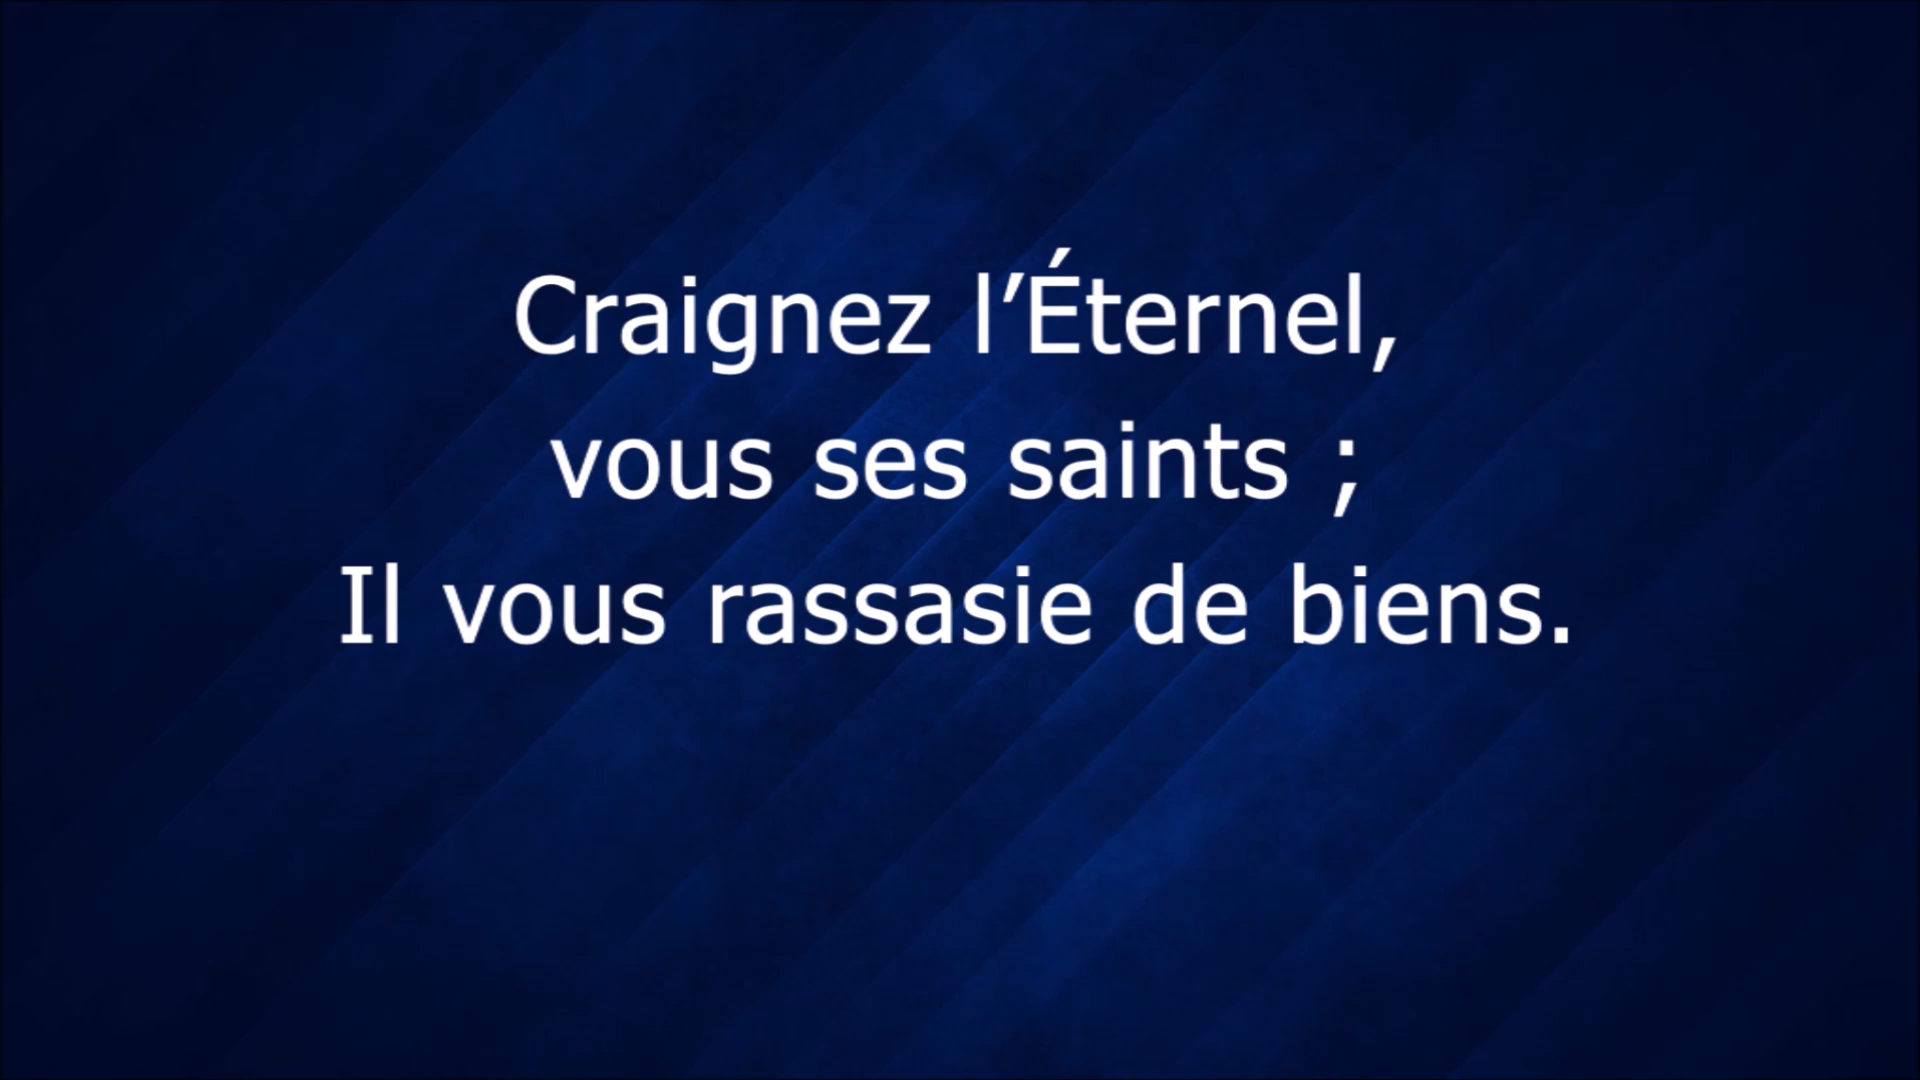 Craignez l’Éternel,
vous ses saints ;
Il vous rassasie de biens.